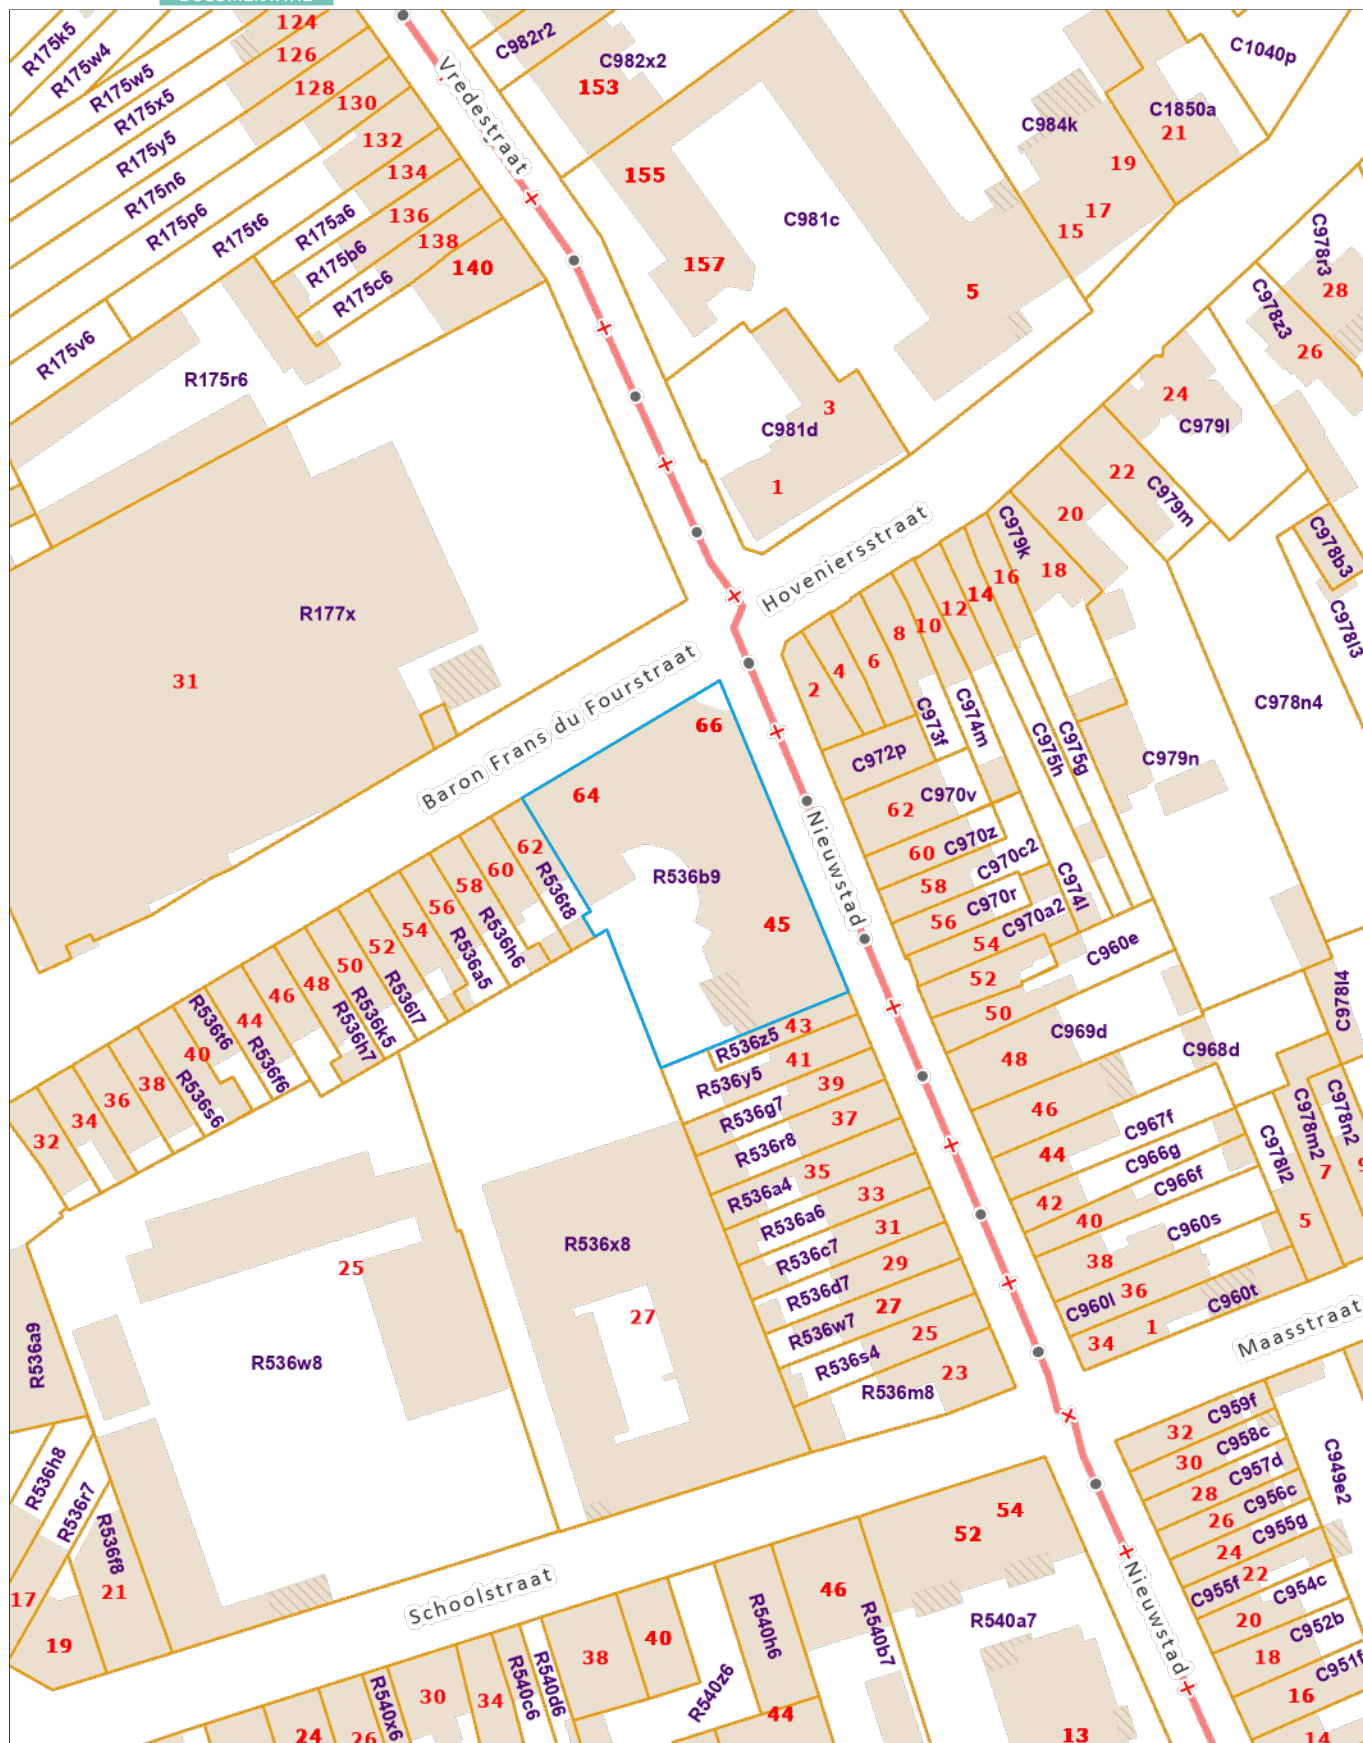 124
R175k5
C982r2
126
R175w4
Vredestraat
C982x2
C1040p
R175w5
128
153
130
R175x5
C1850a
C984k
132
21
R175y5
134
19
155
R175n6
136
17
R175a6
C981c
15
R175p6
R175t6
138
C978r3
R175b6
140
157
R175c6
5
28
C978z3
R175v6
26
R175r6
24
3
C979l
C981d
22
1
C979m
20
Hoveniersstraat
C979k
C978b3
18
16
14
12
R177x
10
8
C978l3
6
4
31
2
Baron Frans du Fourstraat
C978n4
66
C973f
C974m
C975h
C975g
C972p
C979n
64
C970v
62
Nieuwstad
62
C970z
60
C970c2
60
R536b9
58
58
R536t8
C974l
56
C970r
56
45
C970a2
54
R536h6
54
52
C960e
R536a5
50
52
48
R536l7
C978l4
46
R536k5
50
R536t6
44
R536h7
43
C969d
40
R536z5
C968d
R536f6
41
48
38
R536s6
R536y5
39
36
R536g7
37
46
34
C967f
C978n2
32
R536r8
C978m2
44
C966g
C978l2
35
7
R536a4
33
C966f
42
R536a6
31
40
5
R536x8
R536c7
C960s
25
29
38
R536d7
C960t
27
27
36
C960l
R536w7
1
Maasstraat
25
34
R536w8
R536s4
R536a9
23
R536m8
C959f
32
C958c
30
C957d
C949e2
R536h8
28
C956c
R536r7
26
C955g
54
52
24
R536f8
22
Schoolstraat
C955f
C954c
21
46
17
Nieuwstad
20
R540h6
R540b7
R540a7
C952b
19
38
40
18
C951f
R540z6
R540d6
R540c6
30
34
R540x6
16
44
24
26
13
14